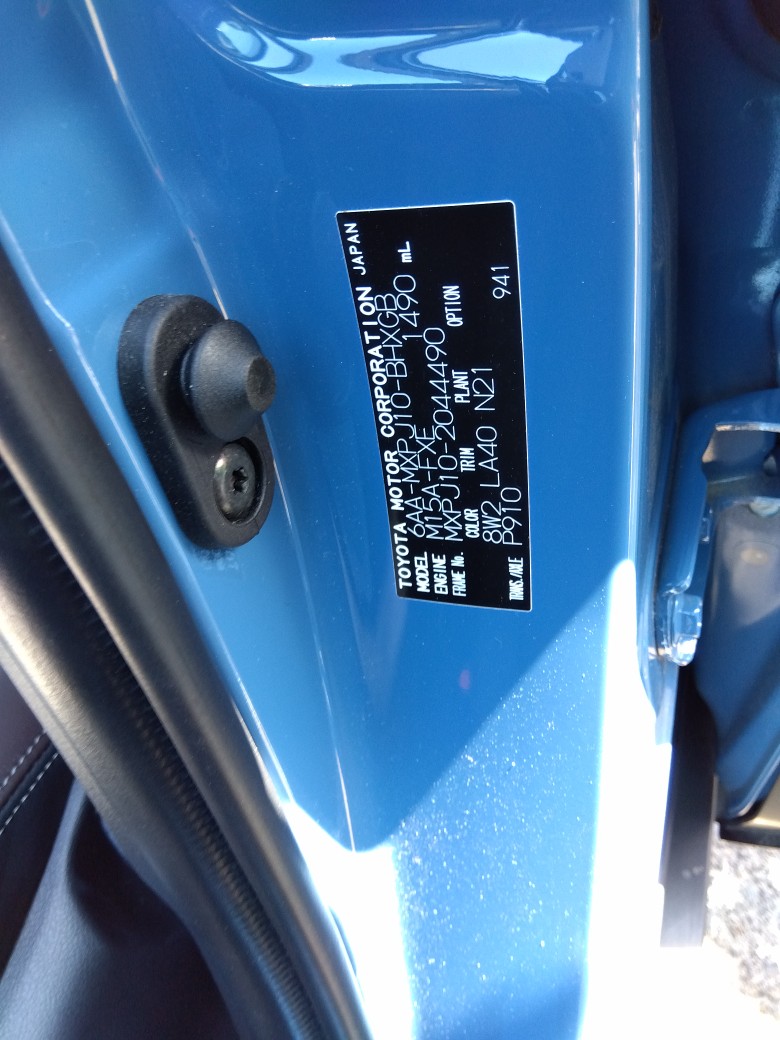 TOYOTA MOTOR CORPORATION JAPAN
MODEL 6AA-MXPJ10-BHXGB
ENGINE M15A-FXE 1490 mL
FRAME No. MXPJ10-2044490
COLOR TRIM PLANT OPTION
8W2 LA40 N21 941
TRANS./AXLE P910